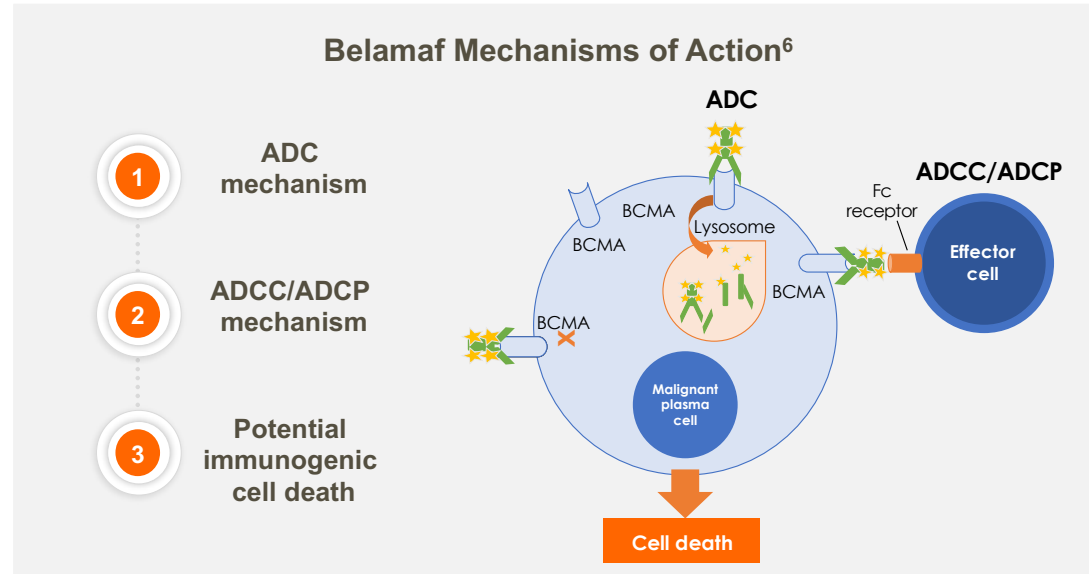 Belamaf Mechanisms of Action⁶
1
ADC
mechanism
2
ADCC/ADCP
mechanism
3
Potential
immunogenic
cell death
ADC
ADCC/ADCP
Fc
receptor
BCMA
BCMA
Lysosome
Effector
cell
BCMA
BCMA
Malignant
plasma
cell
Cell death